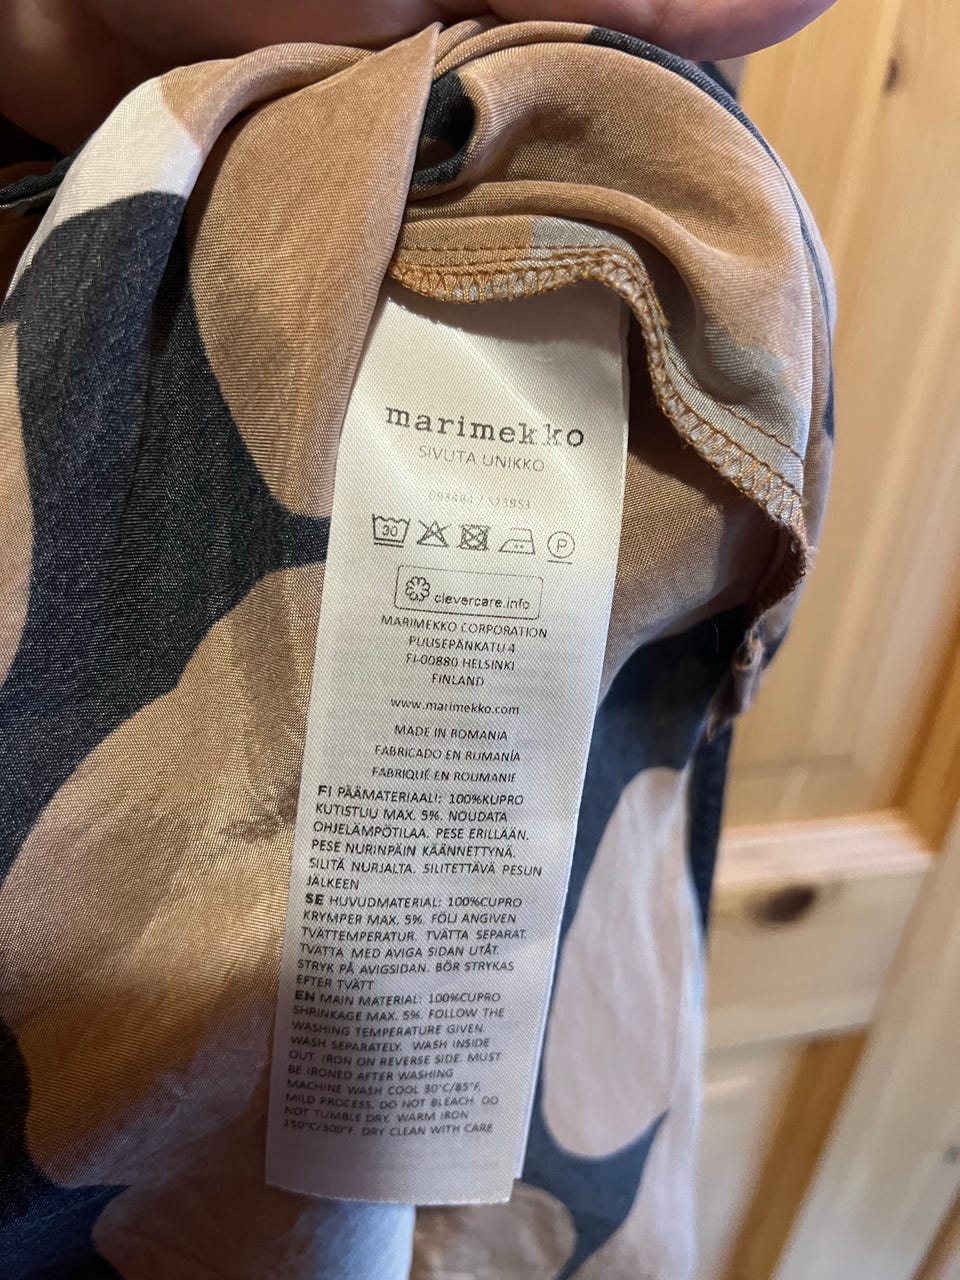 marimekko
SIVUTA UNIKKO
093494 / 523853
30
P
clevercare.info
MARIMEKKO CORPORATION
PUUSEPÄNKATU 4
FI-00880 HELSINKI
FINLAND
www.marimekko.com
MADE IN ROMANIA
FABRICADO EN RUMANÍA
FABRIQUÉ EN ROUMANIE
FI PÄÄMATERIAALI: 100%KUPRO
KUTISTUU MAX. 5%. NOUDATA
OHJELÄMPÖTILAA. PESE ERILLÄÄN.
PESE NURINPÄIN KÄÄNNETTYNÄ.
SILITÄ NURJALTA. SILITETTÄVÄ PESUN
JÄLKEEN
SE HUVUDMATERIAL: 100%CUPRO
KRYMPER MAX. 5%. FÖLJ ANGIVEN
TVÄTTEMPERATUR. TVÄTTA SEPARAT.
TVÄTTA MED AVIGA SIDAN UTÅT.
STRYK PÅ AVIGSIDAN. BÖR STRYKAS
EFTER TVÄTT
EN MAIN MATERIAL: 100%CUPRO
SHRINKAGE MAX. 5%. FOLLOW THE
WASHING TEMPERATURE GIVEN.
WASH SEPARATELY. WASH INSIDE
OUT. IRON ON REVERSE SIDE. MUST
BE IRONED AFTER WASHING
MACHINE WASH COOL 30°C/85°F,
MILD PROCESS. DO NOT BLEACH. DO
NOT TUMBLE DRY. WARM IRON
150°C/300°F. DRY CLEAN WITH CARE